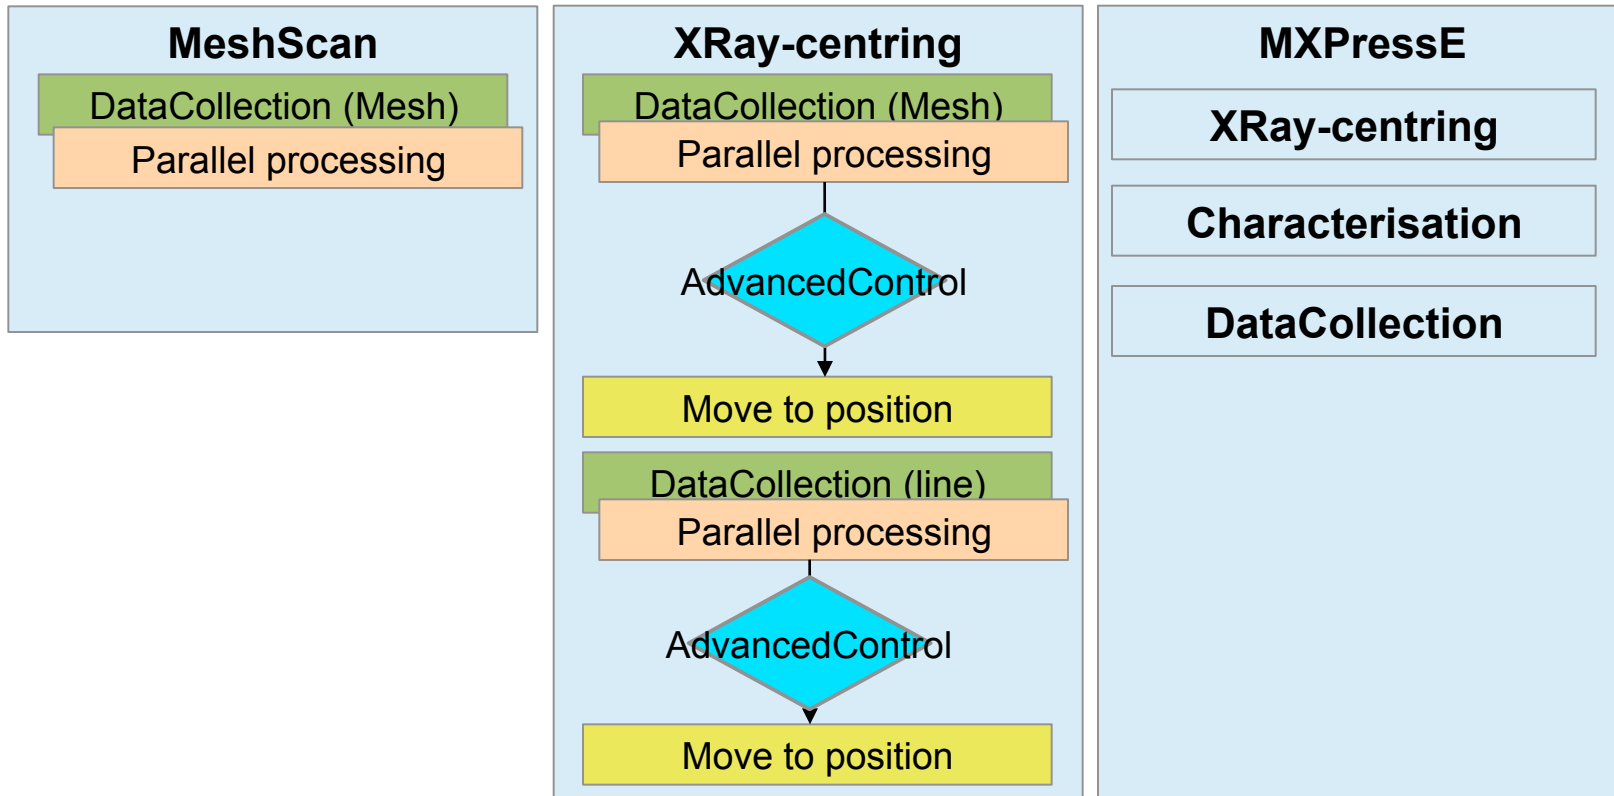 MeshScan
DataCollection (Mesh)
Parallel processing
XRay-centring
DataCollection (Mesh)
Parallel processing
AdvancedControl
Move to position
DataCollection (line)
Parallel processing
AdvancedControl
Move to position
MXPressE
XRay-centring
Characterisation
DataCollection